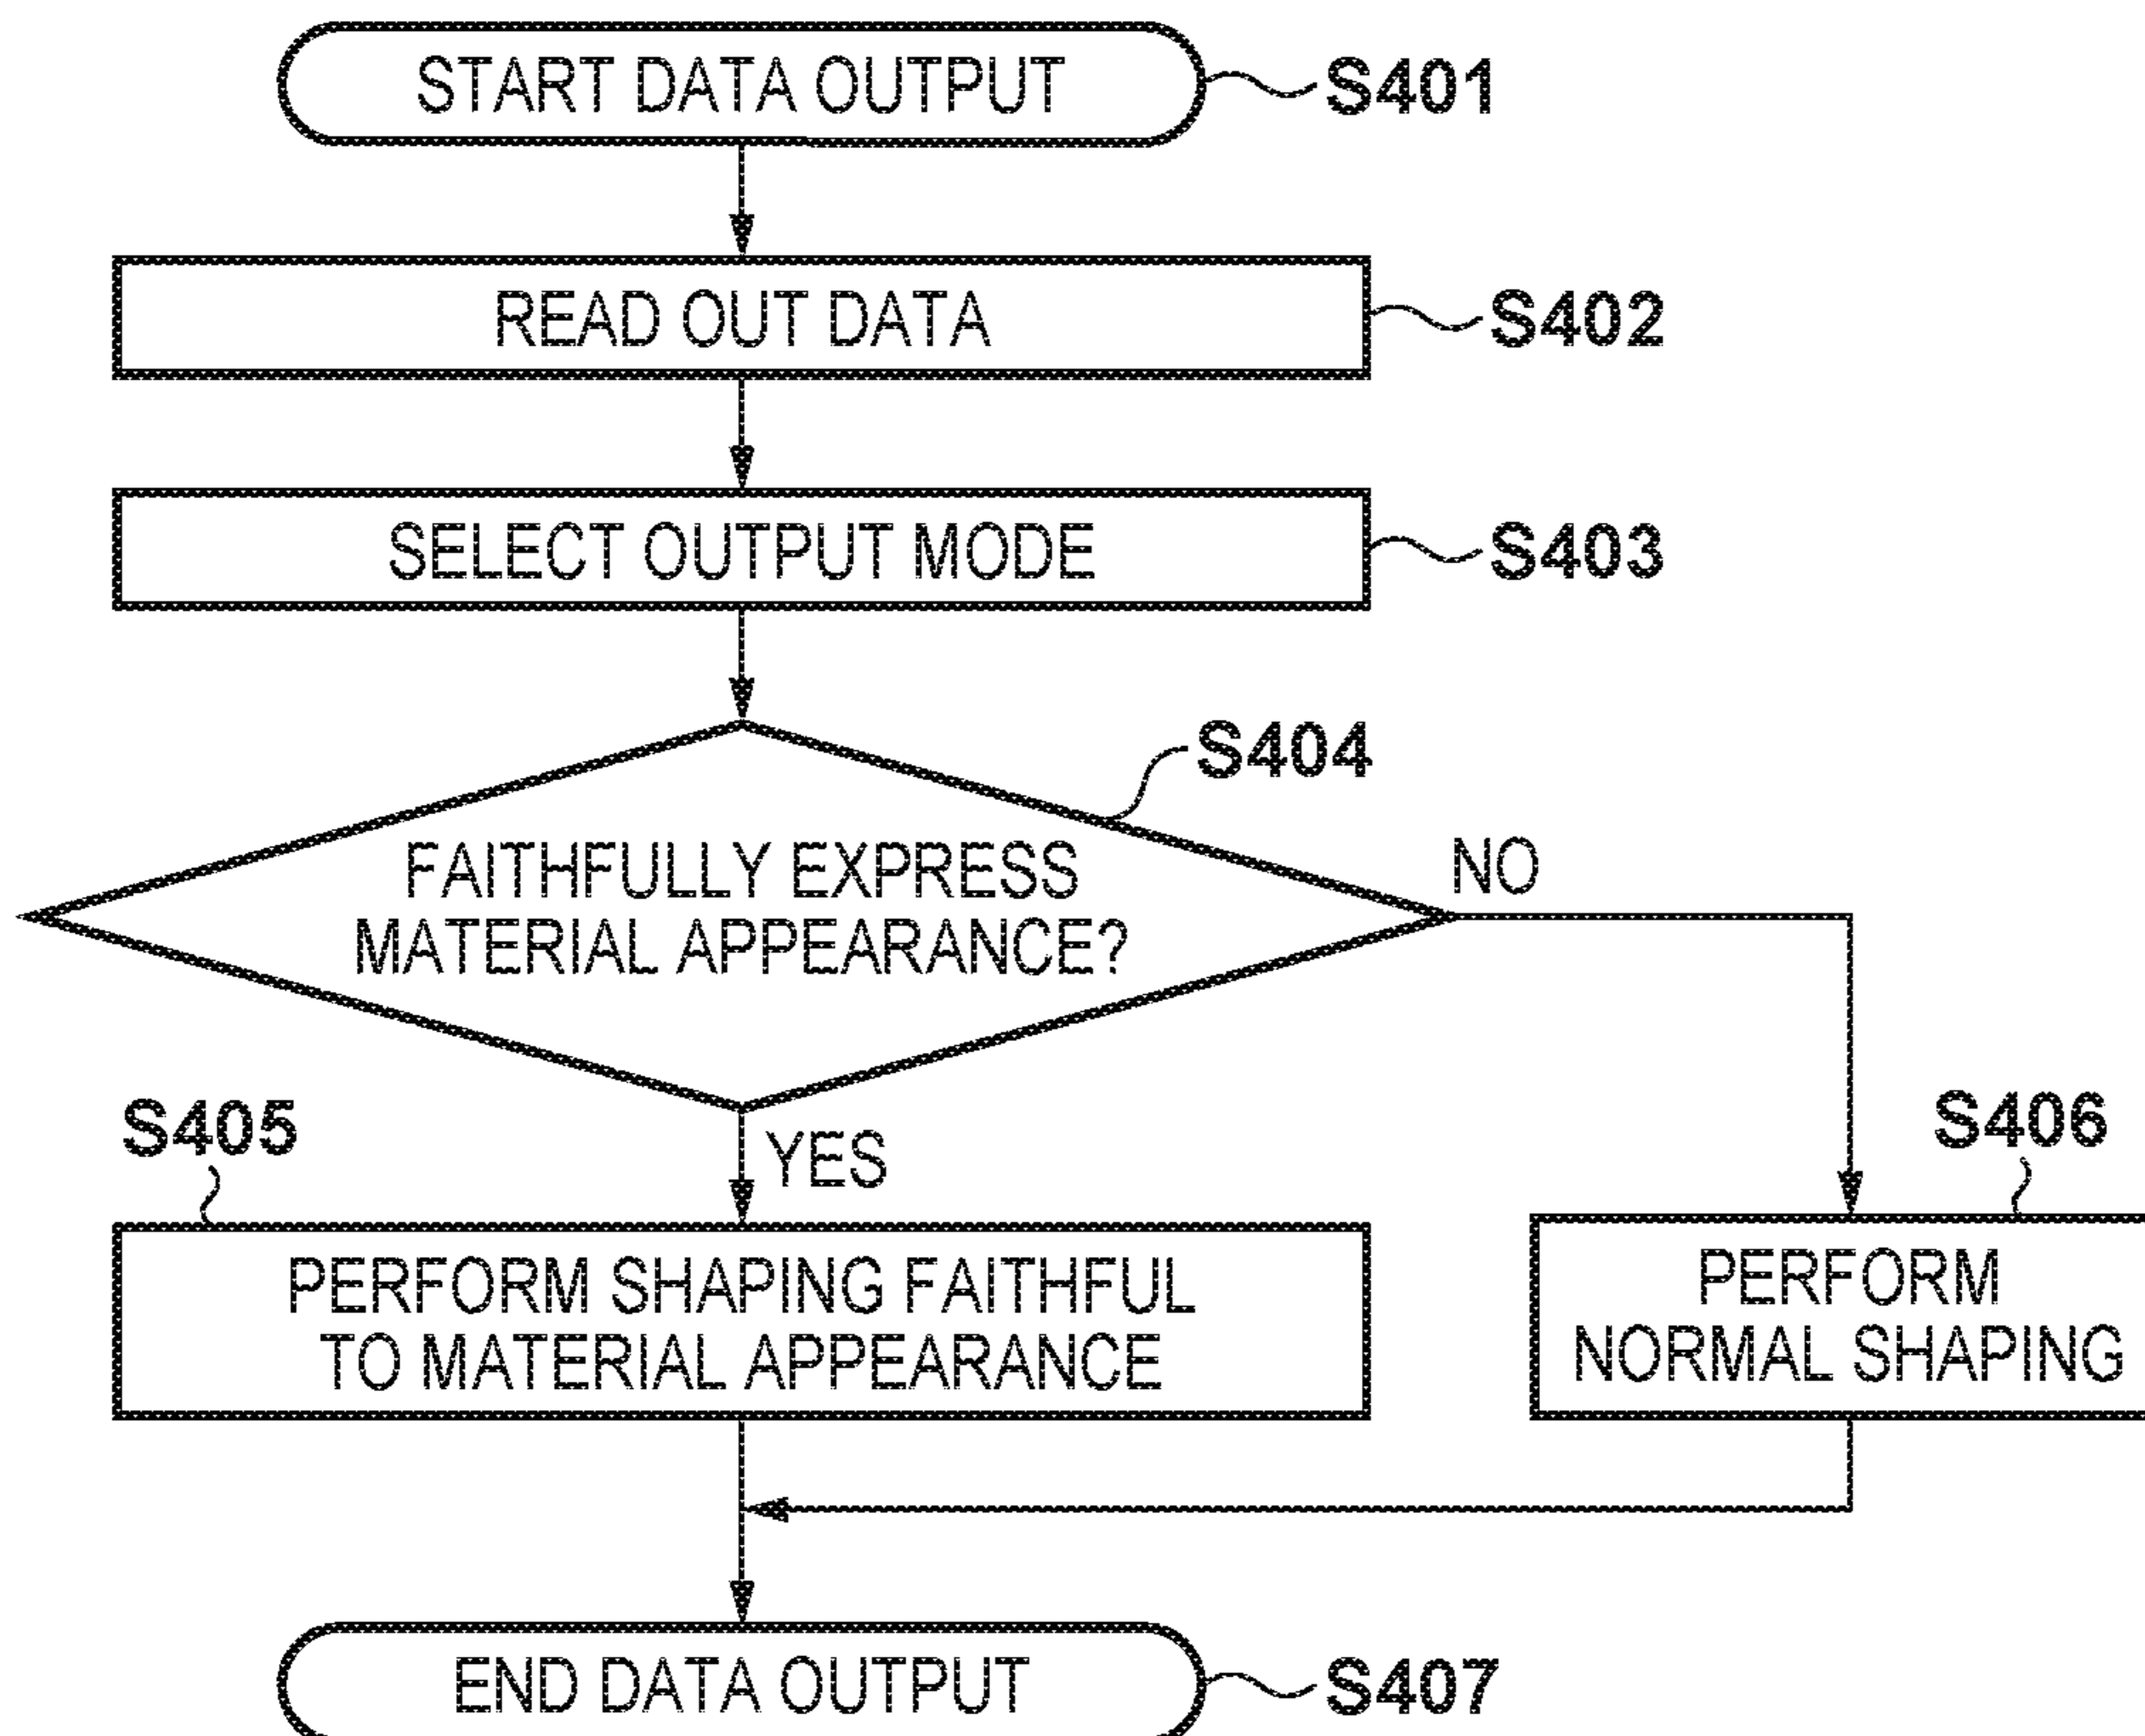 START DATA OUTPUT
S401
READ OUT DATA
S402
SELECT OUTPUT MODE
S403
S404
FAITHFULLY EXPRESS
MATERIAL APPEARANCE?
NO
YES
S405
PERFORM SHAPING FAITHFUL
TO MATERIAL APPEARANCE
S406
PERFORM
NORMAL SHAPING
END DATA OUTPUT
S407